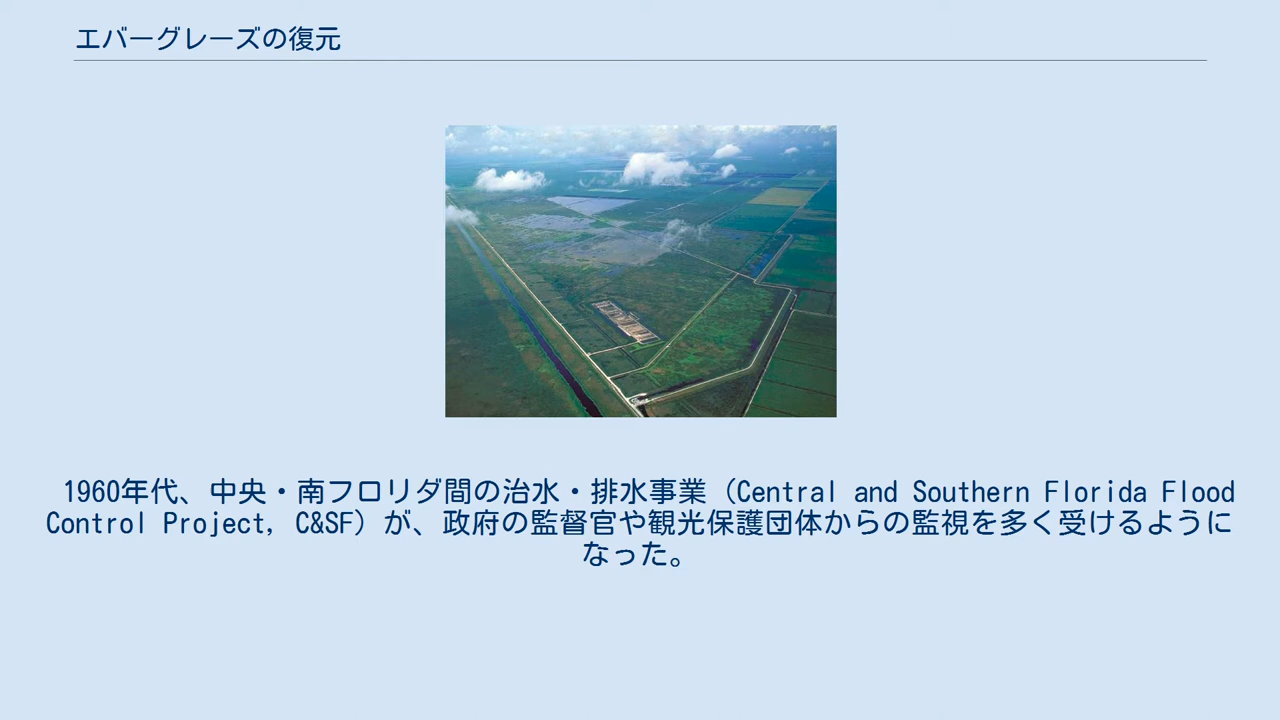 エバーグレーズの復元
1960年代、中央・南フロリダ間の治水・排水事業（Central and Southern Florida Flood
Control Project, C&SF）が、政府の監督官や観光保護団体からの監視を多く受けるように
なった。